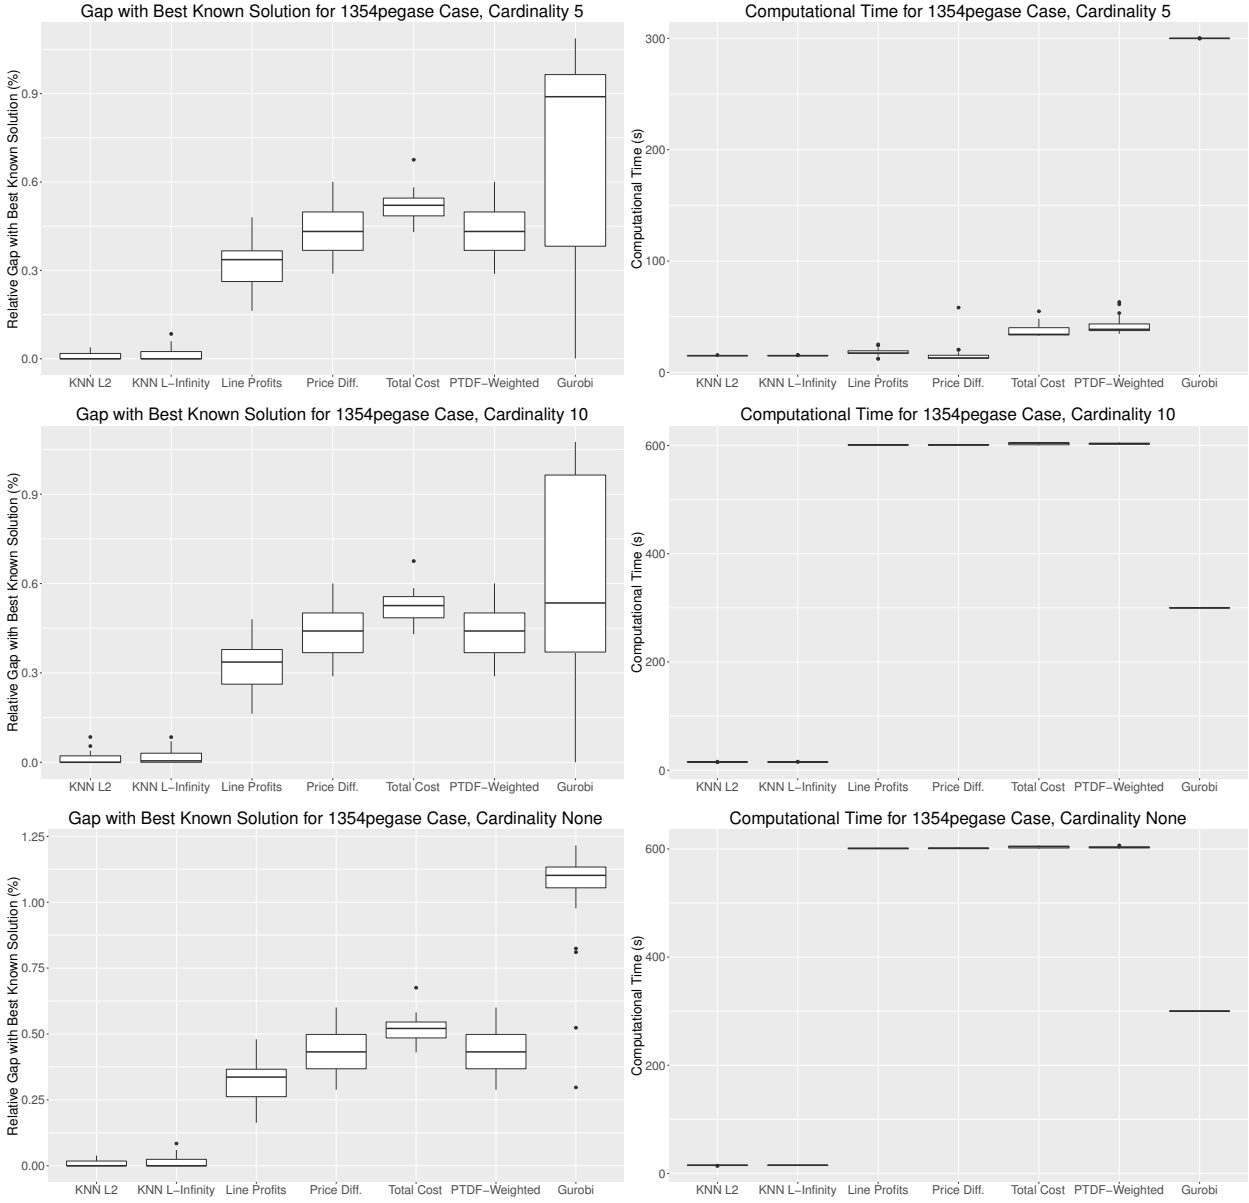 Gap with Best Known Solution for 1354pegase Case, Cardinality 5
Relative Gap with Best Known Solution (%)
0.9
0.6
0.3
0.0
KNN L2 KNN L−Infinity Line Profits Price Diff. Total Cost PTDF−Weighted Gurobi
Computational Time for 1354pegase Case, Cardinality 5
Computational Time (s)
300
200
100
0
KNN L2 KNN L−Infinity Line Profits Price Diff. Total Cost PTDF−Weighted Gurobi
Gap with Best Known Solution for 1354pegase Case, Cardinality 10
Relative Gap with Best Known Solution (%)
0.9
0.6
0.3
0.0
KNN L2 KNN L−Infinity Line Profits Price Diff. Total Cost PTDF−Weighted Gurobi
Computational Time for 1354pegase Case, Cardinality 10
Computational Time (s)
600
400
200
0
KNN L2 KNN L−Infinity Line Profits Price Diff. Total Cost PTDF−Weighted Gurobi
Gap with Best Known Solution for 1354pegase Case, Cardinality None
Relative Gap with Best Known Solution (%)
1.25
1.00
0.75
0.50
0.25
0.00
KNN L2 KNN L−Infinity Line Profits Price Diff. Total Cost PTDF−Weighted Gurobi
Computational Time for 1354pegase Case, Cardinality None
Computational Time (s)
600
400
200
0
KNN L2 KNN L−Infinity Line Profits Price Diff. Total Cost PTDF−Weighted Gurobi